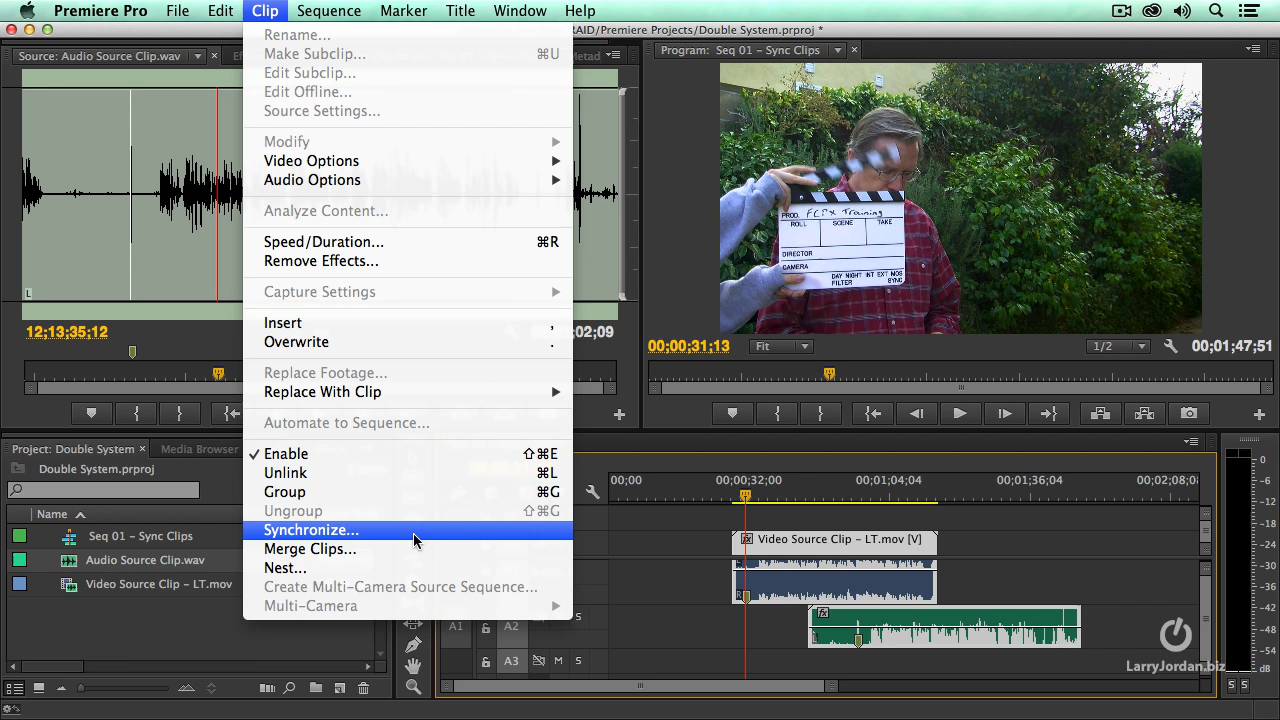 Premiere Pro File Edit Clip Sequence Marker Title Window Help
RAID/Premiere Projects/Double System.prproj *
Source: Audio Source Clip.wav
Metad
Program: Seq 01 – Sync Clips
Rename...
Make Subclip... ⌘U
Edit Subclip...
Edit Offline...
Source Settings...
Modify
Video Options
Audio Options
Analyze Content...
Speed/Duration... ⌘R
Remove Effects...
Capture Settings
Insert ,
Overwrite .
Replace Footage...
Replace With Clip
Automate to Sequence...
✓ Enable ⇧⌘E
Unlink ⌘L
Group ⌘G
Ungroup ⇧⌘G
Synchronize...
Merge Clips...
Nest...
Create Multi-Camera Source Sequence...
Multi-Camera
L
12:13:35:12
02;09
PROD. FCPX Training
ROLL SCENE TAKE
DIRECTOR
CAMERA
DAY NIGHT INT EXT MOS
FILTER SYNC
00;00;31;13 Fit 1/2 00;01;47;51
Project: Double System Media Browser
Double System.prproj
Name
Seq 01 – Sync Clips
Audio Source Clip.wav
Video Source Clip – LT.mov
00;00 00;00;32;00 00;01;04;04 00;01;36;04 00;02;08;0
fx Video Source Clip – LT.mov [V]
R
fx
L
A1 A2 S
A3 M S
0
-6
-12
-18
-24
-30
-36
-42
-48
-54
dB
S S
LarryJordan.biz